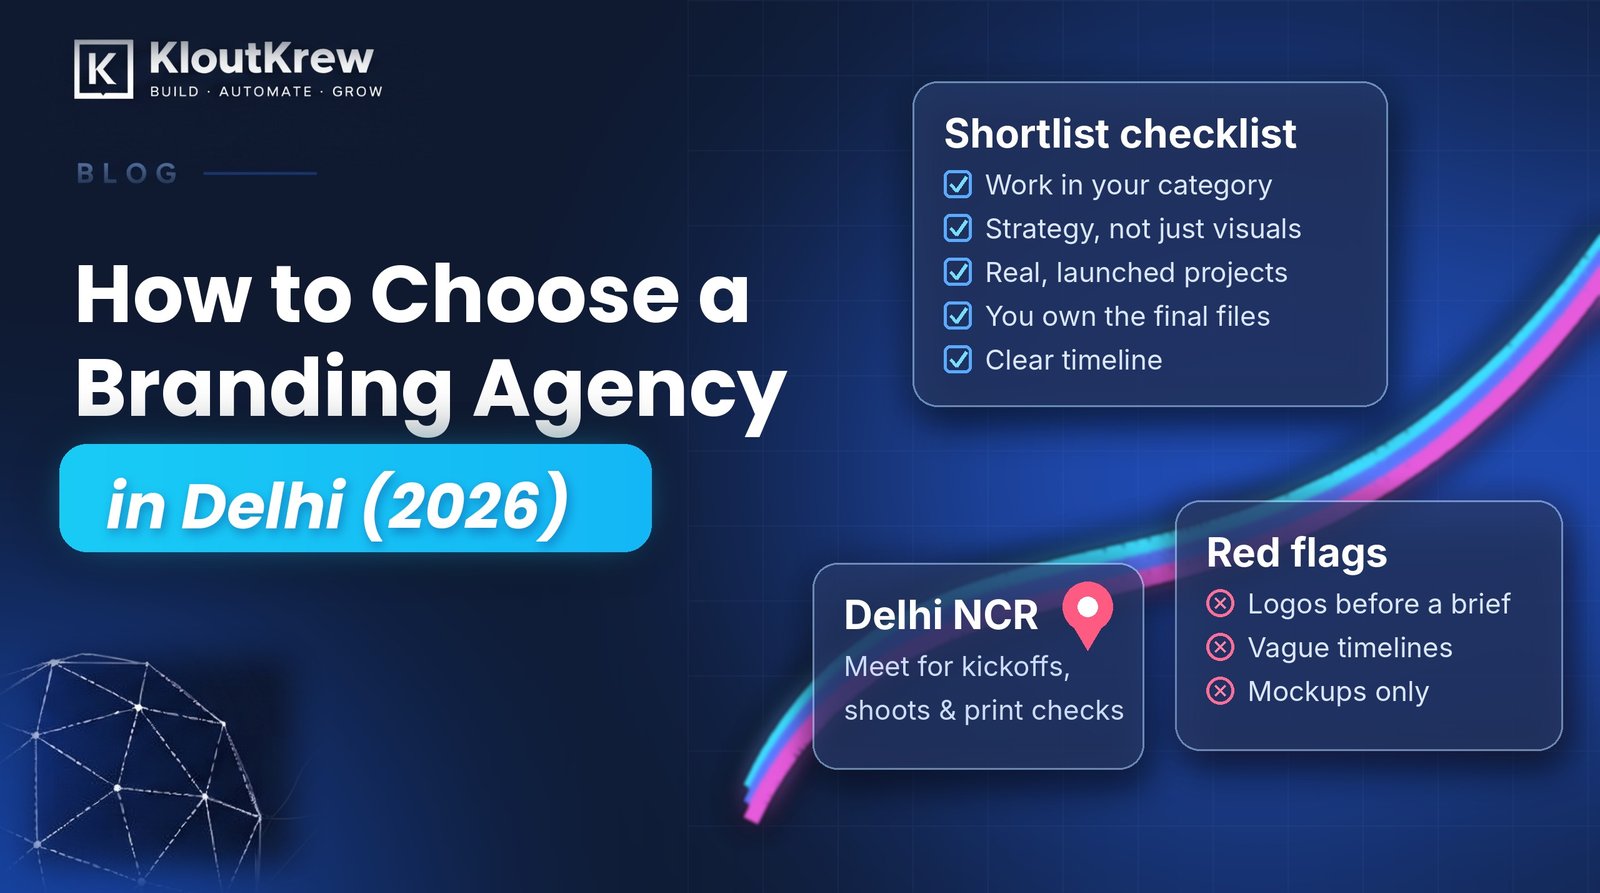 K
KloutKrew
BUILD · AUTOMATE · GROW
BLOG
How to Choose a
Branding Agency
in Delhi (2026)
Shortlist checklist
Work in your category
Strategy, not just visuals
Real, launched projects
You own the final files
Clear timeline
Delhi NCR
Meet for kickoffs,
shoots & print checks
Red flags
Logos before a brief
Vague timelines
Mockups only